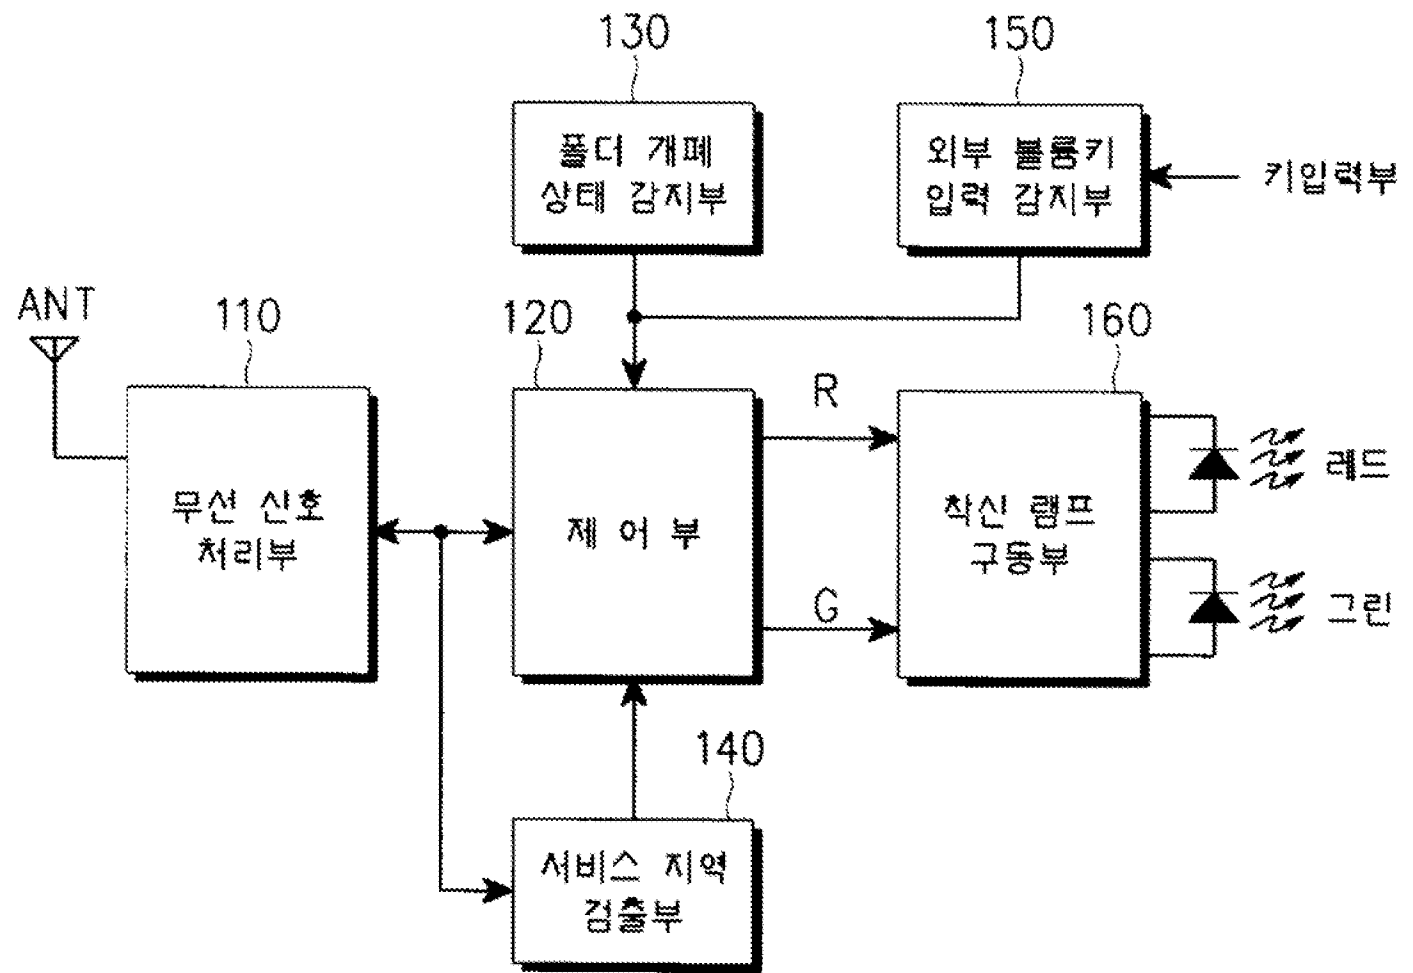 130
150
폴더 개폐
상태 감지부
외부 볼륨키
입력 감지부
키입력부
ANT
110
120
160
R
무선 신호
처리부
제 어 부
착신 램프
구동부
레드
G
그린
140
서비스 지역
검출부